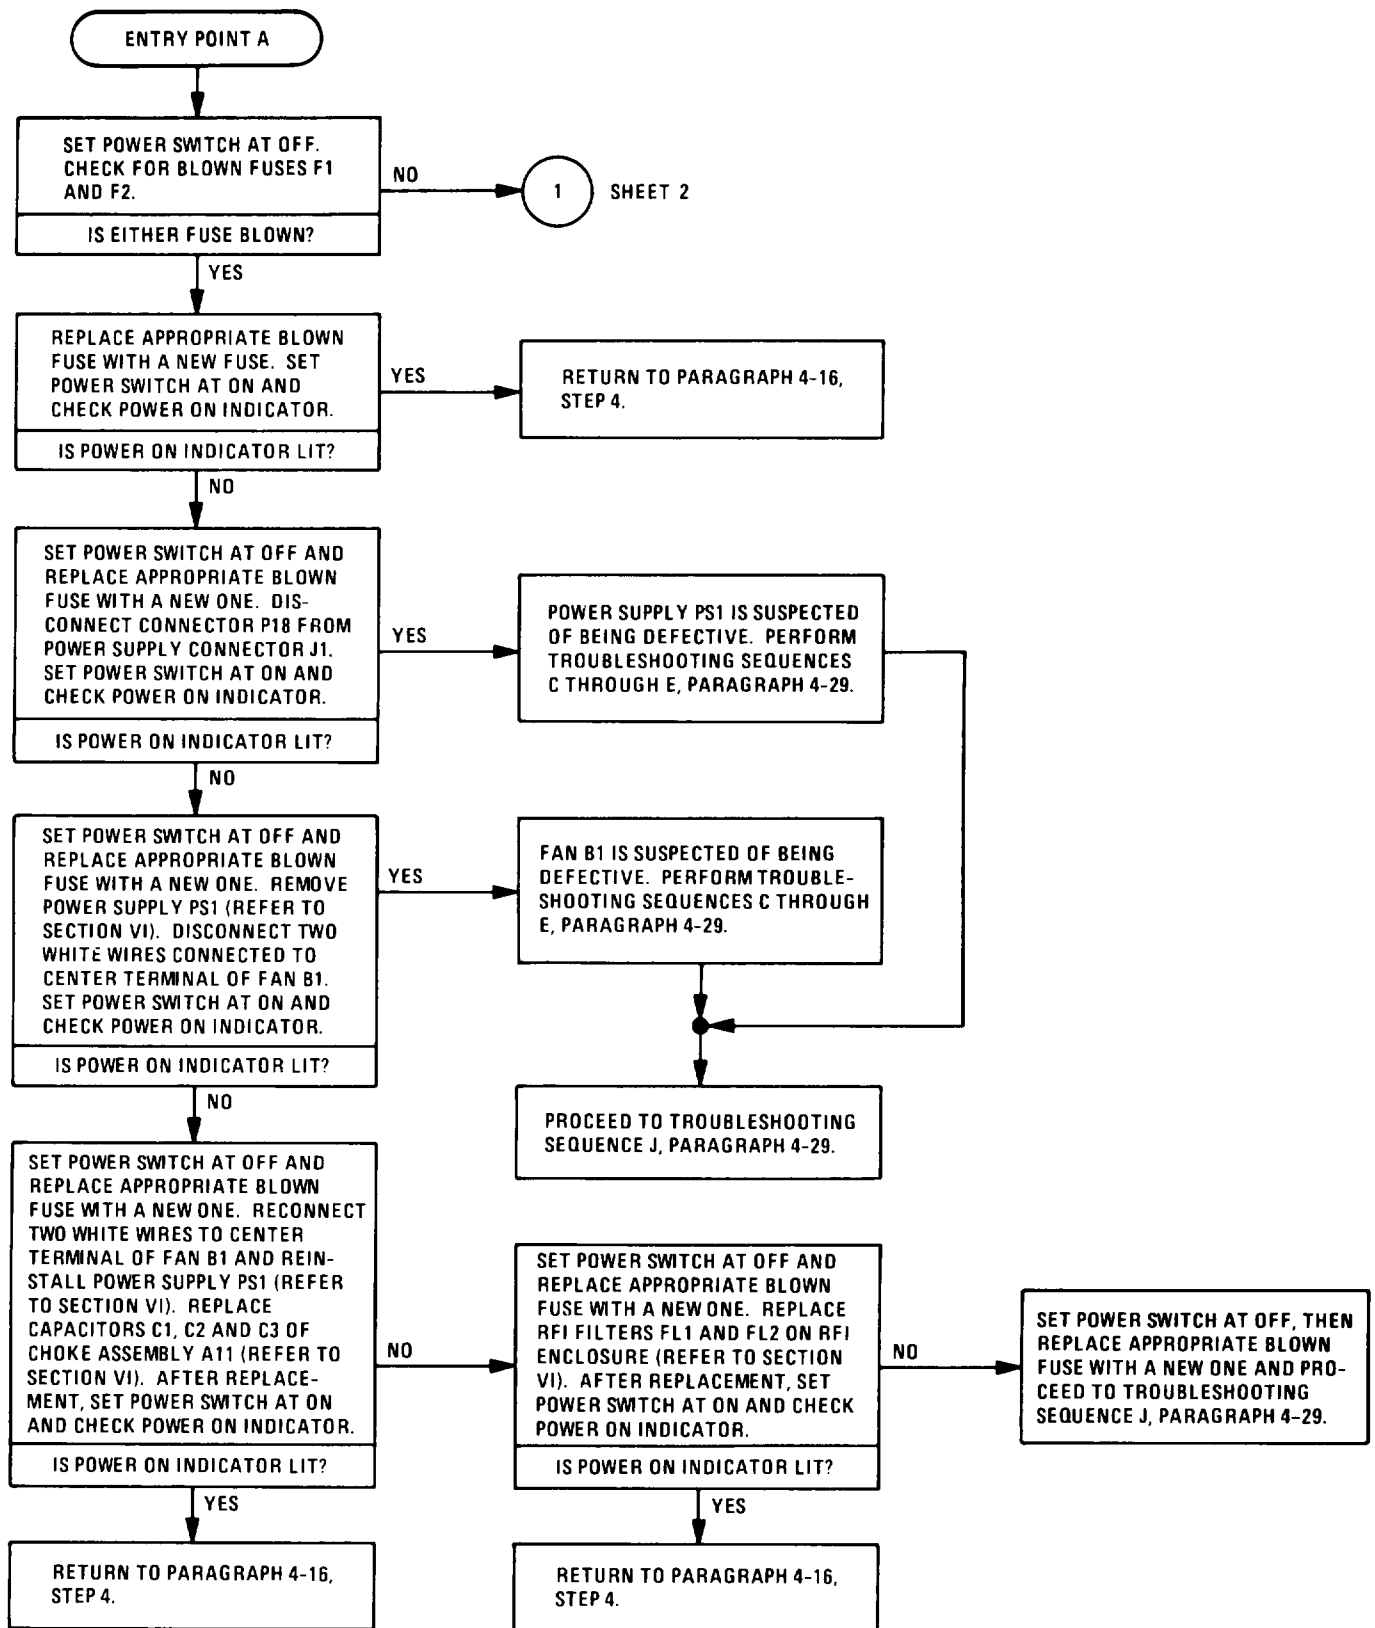 ENTRY POINT A
SET POWER SWITCH AT OFF.
CHECK FOR BLOWN FUSES F1
AND F2.
IS EITHER FUSE BLOWN?
NO
1
SHEET 2
YES
REPLACE APPROPRIATE BLOWN
FUSE WITH A NEW FUSE. SET
POWER SWITCH AT ON AND
CHECK POWER ON INDICATOR.
IS POWER ON INDICATOR LIT?
YES
RETURN TO PARAGRAPH 4-16,
STEP 4.
NO
SET POWER SWITCH AT OFF AND
REPLACE APPROPRIATE BLOWN
FUSE WITH A NEW ONE. DIS-
CONNECT CONNECTOR P18 FROM
POWER SUPPLY CONNECTOR J1.
SET POWER SWITCH AT ON AND
CHECK POWER ON INDICATOR.
IS POWER ON INDICATOR LIT?
YES
POWER SUPPLY PS1 IS SUSPECTED
OF BEING DEFECTIVE. PERFORM
TROUBLESHOOTING SEQUENCES
C THROUGH E, PARAGRAPH 4-29.
NO
SET POWER SWITCH AT OFF AND
REPLACE APPROPRIATE BLOWN
FUSE WITH A NEW ONE. REMOVE
POWER SUPPLY PS1 (REFER TO
SECTION VI). DISCONNECT TWO
WHITE WIRES CONNECTED TO
CENTER TERMINAL OF FAN B1.
SET POWER SWITCH AT ON AND
CHECK POWER ON INDICATOR.
IS POWER ON INDICATOR LIT?
YES
FAN B1 IS SUSPECTED OF BEING
DEFECTIVE. PERFORM TROUBLE-
SHOOTING SEQUENCES C THROUGH
E, PARAGRAPH 4-29.
PROCEED TO TROUBLESHOOTING
SEQUENCE J, PARAGRAPH 4-29.
NO
SET POWER SWITCH AT OFF AND
REPLACE APPROPRIATE BLOWN
FUSE WITH A NEW ONE. RECONNECT
TWO WHITE WIRES TO CENTER
TERMINAL OF FAN B1 AND REIN-
STALL POWER SUPPLY PS1 (REFER
TO SECTION VI). REPLACE
CAPACITORS C1, C2 AND C3 OF
CHOKE ASSEMBLY A11 (REFER TO
SECTION VI). AFTER REPLACE-
MENT, SET POWER SWITCH AT ON
AND CHECK POWER ON INDICATOR.
IS POWER ON INDICATOR LIT?
NO
SET POWER SWITCH AT OFF AND
REPLACE APPROPRIATE BLOWN
FUSE WITH A NEW ONE. REPLACE
RFI FILTERS FL1 AND FL2 ON RFI
ENCLOSURE (REFER TO SECTION
VI). AFTER REPLACEMENT, SET
POWER SWITCH AT ON AND CHECK
POWER ON INDICATOR.
IS POWER ON INDICATOR LIT?
NO
SET POWER SWITCH AT OFF, THEN
REPLACE APPROPRIATE BLOWN
FUSE WITH A NEW ONE AND PRO-
CEED TO TROUBLESHOOTING
SEQUENCE J, PARAGRAPH 4-29.
YES
RETURN TO PARAGRAPH 4-16,
STEP 4.
YES
RETURN TO PARAGRAPH 4-16,
STEP 4.